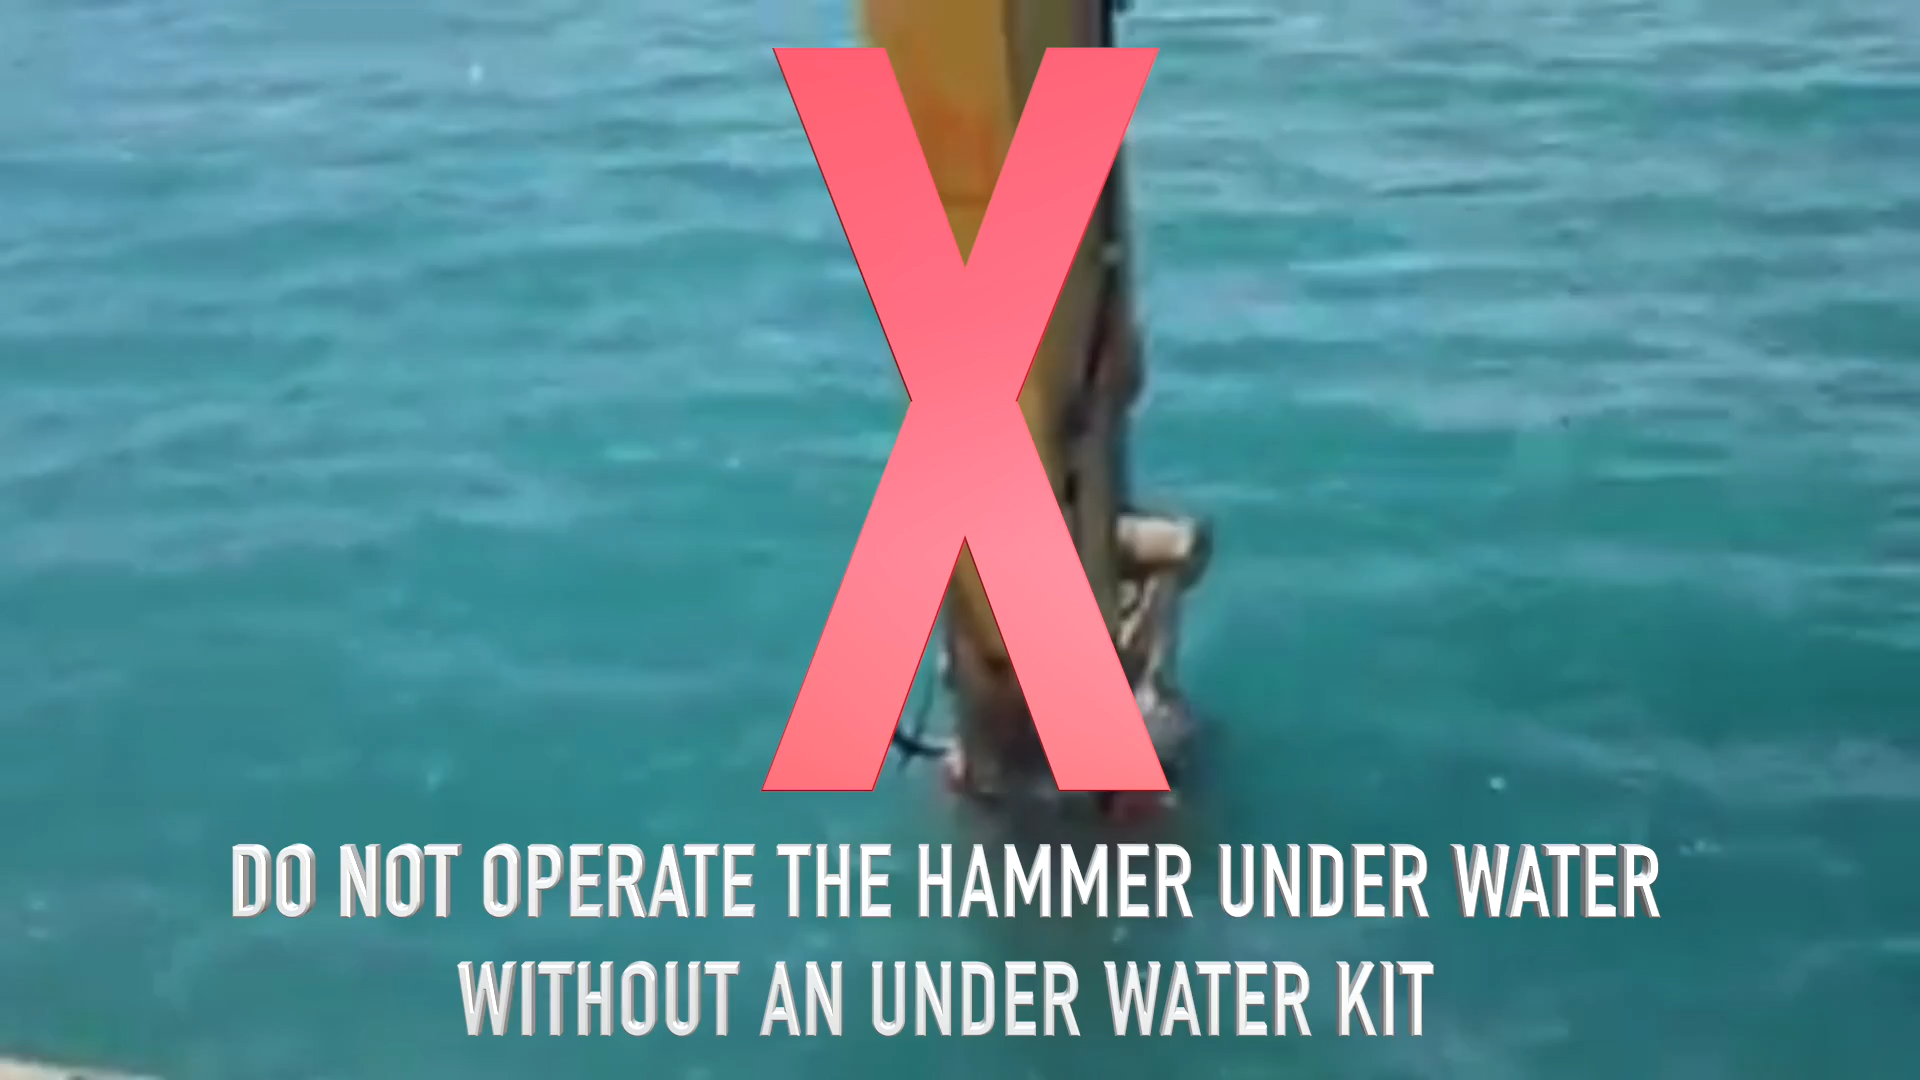 X
DO NOT OPERATE THE HAMMER UNDER WATER
WITHOUT AN UNDER WATER KIT